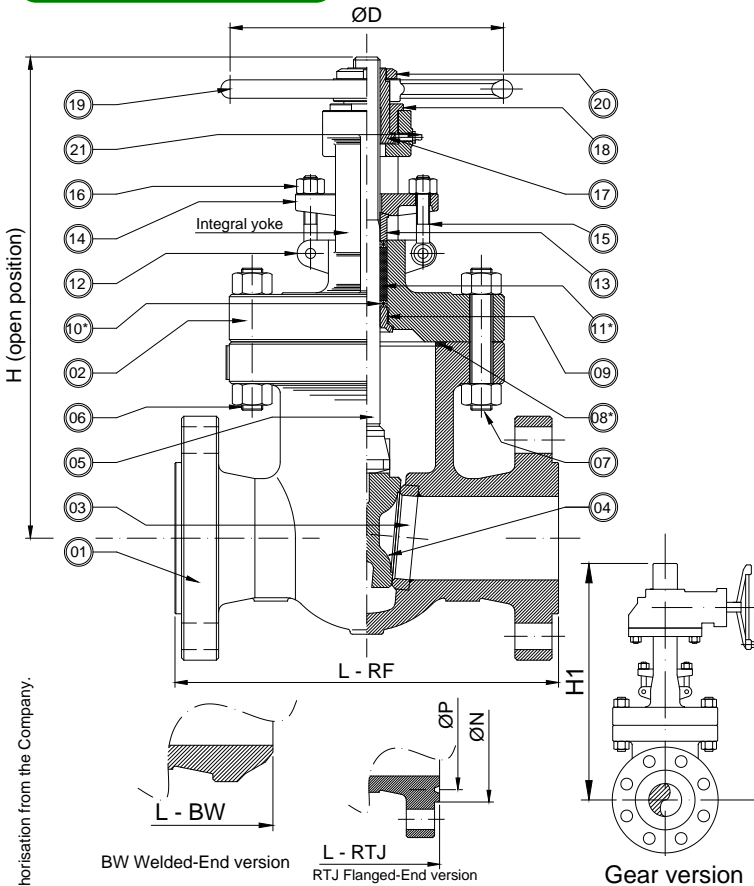 ØD
19
20
21
18
16
17
Integral yoke
14
15
12
13
H (open position)
10*
11*
02
09
06
08*
05
07
03
04
01
L - RF
H1
ØP
ØN
L - BW
L - RTJ
BW Welded-End version
RTJ Flanged-End version
Gear version
horisation from the Company.